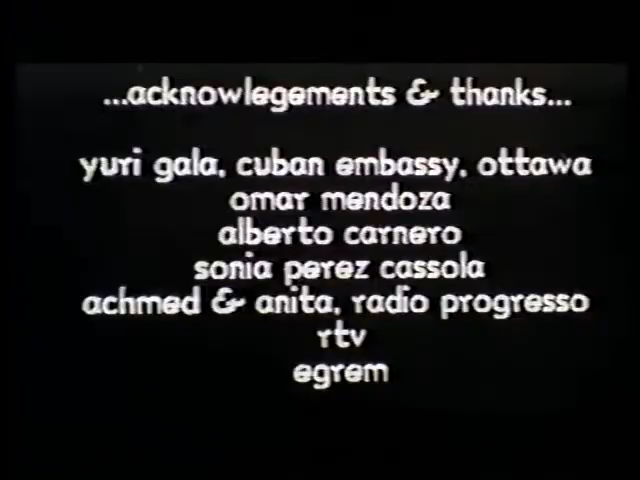 ...acknowlegements & thanks...
yuri gala, cuban embassy, ottawa
omar mendoza
alberto carnero
sonia perez cassola
achmed & anita, radio progresso
rtv
egrem